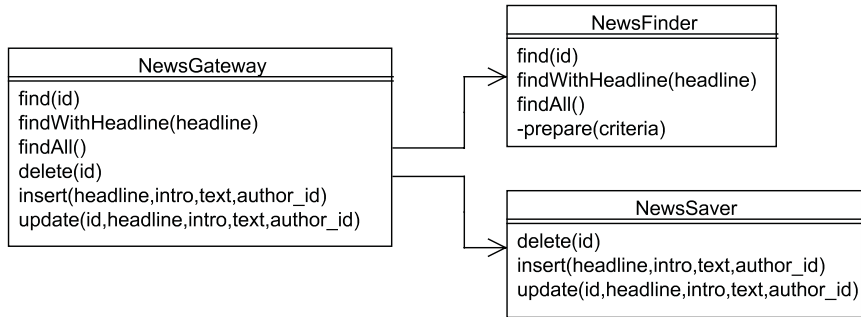 NewsGateway
find(id)
findWithHeadline(headline)
findAll()
delete(id)
insert(headline,intro,text,author_id)
update(id,headline,intro,text,author_id)
NewsFinder
find(id)
findWithHeadline(headline)
findAll()
-prepare(criteria)
NewsSaver
delete(id)
insert(headline,intro,text,author_id)
update(id,headline,intro,text,author_id)